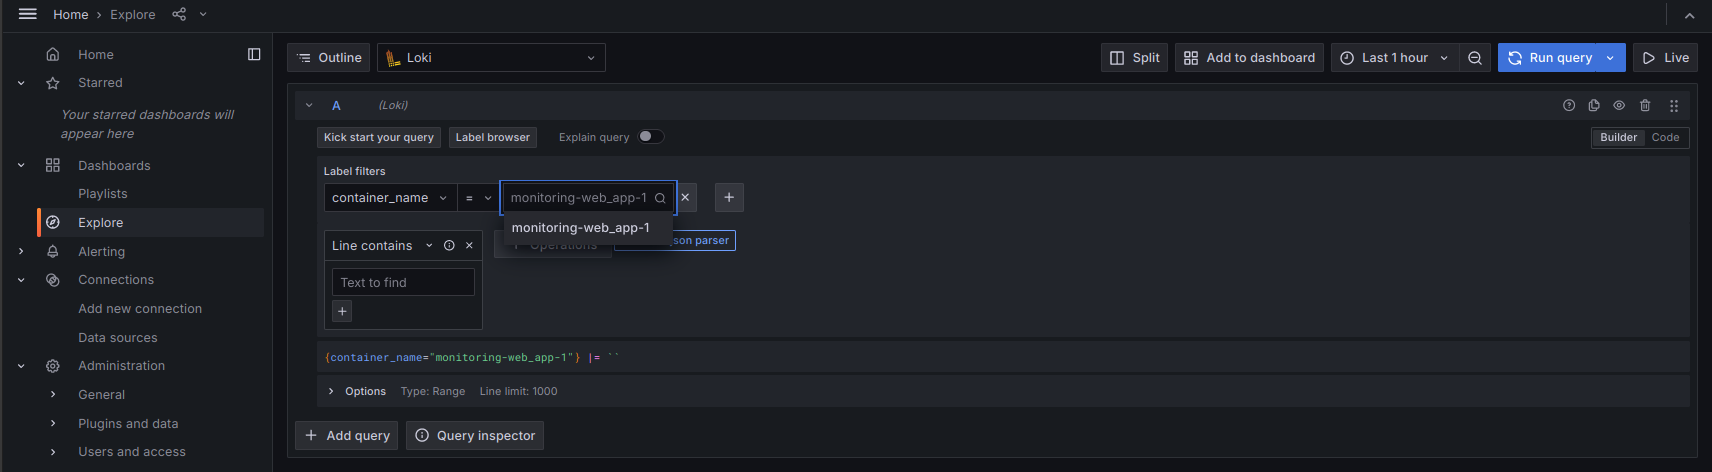 Home › Explore
Home
Starred
Your starred dashboards will
appear here
Dashboards
Playlists
Explore
Alerting
Connections
Add new connection
Data sources
Administration
General
Plugins and data
Users and access
Outline
Loki
Split
Add to dashboard
Last 1 hour
Run query
Live
A (Loki)
Kick start your query
Label browser
Explain query
Builder
Code
Label filters
container_name
=
monitoring-web_app-1
monitoring-web_app-1
Line contains
Operations
json parser
Text to find
{container_name="monitoring-web_app-1"} |= ``
Options Type: Range Line limit: 1000
+ Add query
Query inspector